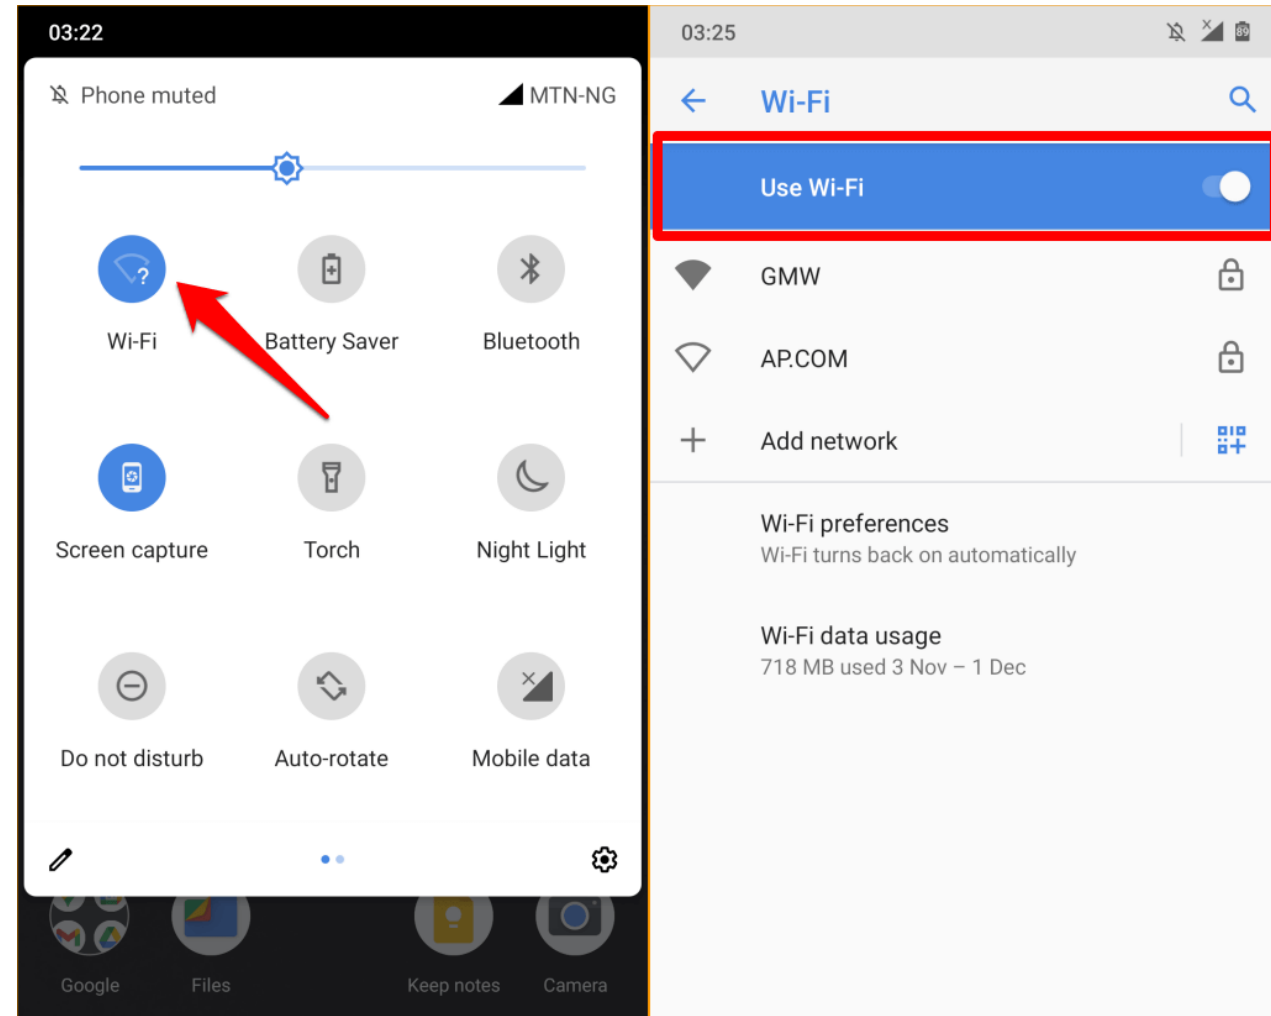 03:22
Phone muted
MTN-NG
?
Wi-Fi
Battery Saver
Bluetooth
Screen capture
Torch
Night Light
Do not disturb
Auto-rotate
Mobile data
Google
Files
Keep notes
Camera
03:25
89
Wi-Fi
Use Wi-Fi
GMW
AP.COM
Add network
Wi-Fi preferences
Wi-Fi turns back on automatically
Wi-Fi data usage
718 MB used 3 Nov – 1 Dec